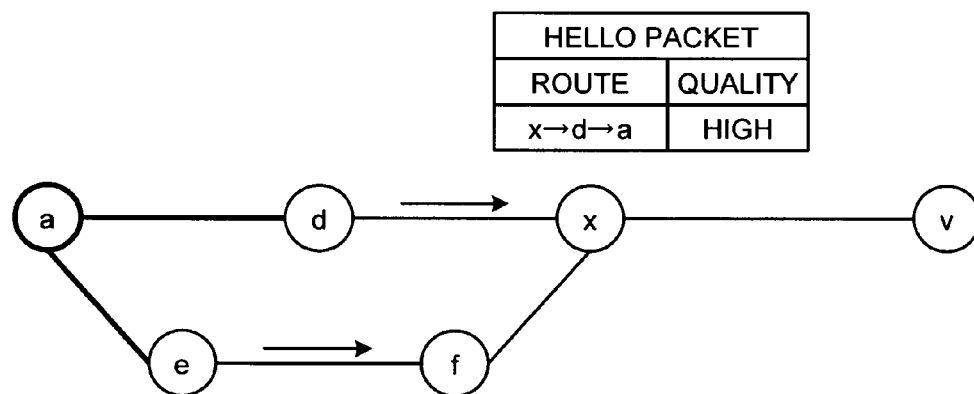 HELLO PACKET
ROUTE QUALITY
x→d→a HIGH
a d x v
e f